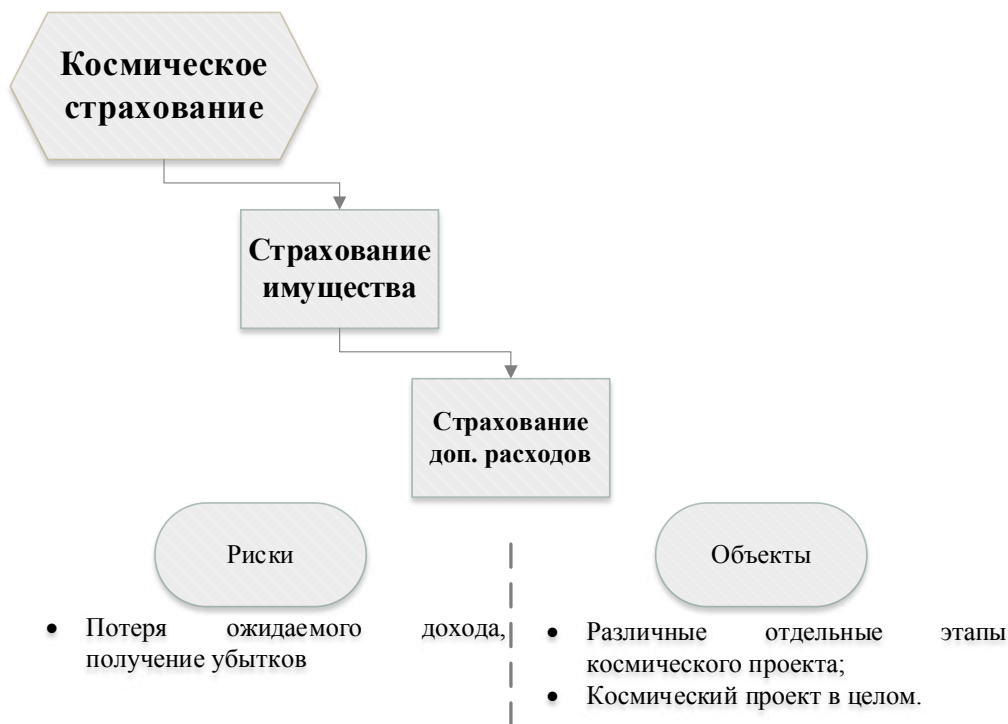 Космическое
страхование
Страхование
имущества
Страхование
доп. расходов
Риски
• Потеря ожидаемого дохода,
получение убытков
Объекты
• Различные отдельные этапы
космического проекта;
• Космический проект в целом.